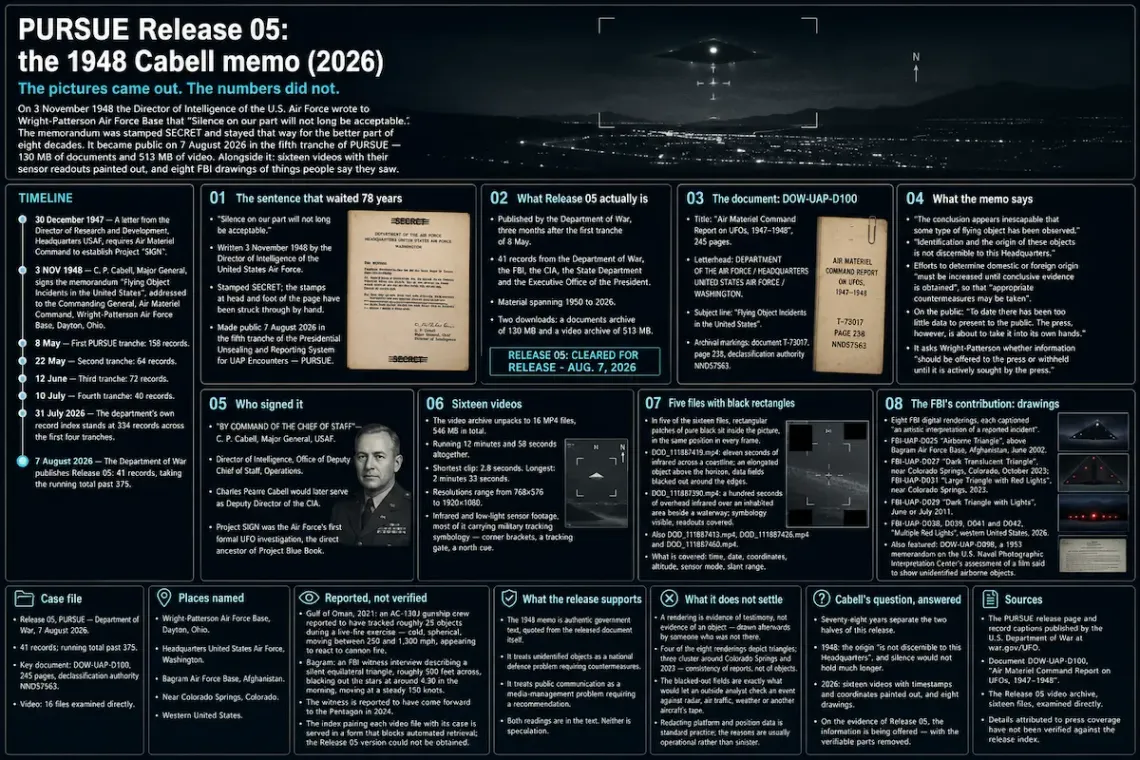 PURSUE Release 05:
the 1948 Cabell memo (2026)
The pictures came out. The numbers did not.
On 3 November 1948 the Director of Intelligence of the U.S. Air Force wrote to
Wright-Patterson Air Force Base that "Silence on our part will not long be acceptable."
The memorandum was stamped SECRET and stayed that way for the better part of
eight decades. It became public on 7 August 2026 in the fifth tranche of PURSUE —
130 MB of documents and 513 MB of video. Alongside it: sixteen videos with their
sensor readouts painted out, and eight FBI drawings of things people say they saw.
N
TIMELINE
30 December 1947 — A letter from the
Director of Research and Development,
Headquarters USAF, requires Air Materiel
Command to establish Project "SIGN".
3 NOV 1948 — C. P. Cabell, Major General,
signs the memorandum "Flying Object
Incidents in the United States", addressed
to the Commanding General, Air Materiel
Command, Wright-Patterson Air Force
Base, Dayton, Ohio.
8 May — First PURSUE tranche: 158 records.
22 May — Second tranche: 64 records.
12 June — Third tranche: 72 records.
10 July — Fourth tranche: 40 records.
31 July 2026 — The department's own
record index stands at 334 records across
the first four tranches.
7 August 2026 — The Department of War
publishes Release 05: 41 records, taking
the running total past 375.
01 The sentence that waited 78 years
• "Silence on our part will not long
be acceptable."
• Written 3 November 1948 by the
Director of Intelligence of the
United States Air Force.
• Stamped SECRET; the stamps
at head and foot of the page have
been struck through by hand.
• Made public 7 August 2026 in
the fifth tranche of the Presidential
Unsealing and Reporting System
for UAP Encounters — PURSUE.
SECRET
DEPARTMENT OF THE AIR FORCE
HEADQUARTERS UNITED STATES AIR FORCE
WASHINGTON
SECRET
02 What Release 05 actually is
• Published by the Department of War,
three months after the first tranche
of 8 May.
• 41 records from the Department of War,
the FBI, the CIA, the State Department
and the Executive Office of the President.
• Material spanning 1950 to 2026.
• Two downloads: a documents archive
of 130 MB and a video archive of 513 MB.
RELEASE 05: CLEARED FOR
RELEASE - AUG. 7, 2026
03 The document: DOW-UAP-D100
• Title: "Air Materiel Command
Report on UFOs, 1947–1948",
245 pages.
• Letterhead: DEPARTMENT
OF THE AIR FORCE / HEADQUARTERS
UNITED STATES AIR FORCE /
WASHINGTON.
• Subject line: "Flying Object Incidents
in the United States".
• Archival markings: document T-73017,
page 238, declassification authority
NND57563.
AIR MATERIEL
COMMAND REPORT
ON UFOS,
1947–1948
T-73017
PAGE 238
NND57563
04 What the memo says
• "The conclusion appears inescapable that
some type of flying object has been observed."
• "Identification and the origin of these objects
is not discernible to this Headquarters."
• Efforts to determine domestic or foreign origin
"must be increased until conclusive evidence
is obtained", so that "appropriate
countermeasures may be taken".
• On the public: "To date there has been too
little data to present to the public. The press,
however, is about to take it into its own hands."
• It asks Wright-Patterson whether information
"should be offered to the press or withheld
until it is actively sought by the press."
05 Who signed it
• "BY COMMAND OF THE CHIEF OF STAFF"—
C. P. Cabell, Major General, USAF.
• Director of Intelligence, Office of Deputy
Chief of Staff, Operations.
• Charles Pearre Cabell would later serve
as Deputy Director of the CIA.
• Project SIGN was the Air Force's first
formal UFO investigation, the direct
ancestor of Project Blue Book.
06 Sixteen videos
• The video archive unpacks to 16 MP4 files,
546 MB in total.
• Running 12 minutes and 58 seconds
altogether.
• Shortest clip: 2.8 seconds. Longest:
2 minutes 33 seconds.
• Resolutions range from 768×576
to 1920×1080.
• Infrared and low-light sensor footage,
most of it carrying military tracking
symbology — corner brackets, a tracking
gate, a north cue.
N
07 Five files with black rectangles
• In five of the sixteen files, rectangular
patches of pure black sit inside the picture,
in the same position in every frame.
• DOD_111887419.mp4: eleven seconds of
infrared across a coastline; an elongated
object above the horizon, data fields
blacked out around the edges.
• DOD_111887390.mp4: a hundred seconds
of overhead infrared over an inhabited
area beside a waterway; symbology
visible, readouts covered.
• Also DOD_111887413.mp4, DOD_111887426.mp4
and DOD_111887460.mp4.
• What is covered: time, date, coordinates,
altitude, sensor mode, slant range.
08 The FBI's contribution: drawings
• Eight FBI digital renderings, each captioned
"an artistic interpretation of a reported incident".
• FBI-UAP-D025 "Airborne Triangle", above
Bagram Air Force Base, Afghanistan, June 2002.
• FBI-UAP-D027 "Dark Translucent Triangle",
near Colorado Springs, Colorado, October 2023;
FBI-UAP-D031 "Large Triangle with Red Lights",
near Colorado Springs, 2023.
• FBI-UAP-D029 "Dark Triangle with Lights",
June or July 2011.
• FBI-UAP-D038, D039, D041 and D042,
"Multiple Red Lights", western United States, 2026.
• Also featured: DOW-UAP-D098, a 1953
memorandum on the U.S. Naval Photographic
Interpretation Center's assessment of a film said
to show unidentified airborne objects.
Case file
• Release 05, PURSUE — Department of
War, 7 August 2026.
• 41 records; running total past 375.
• Key document: DOW-UAP-D100,
245 pages, declassification authority
NND57563.
• Video: 16 files examined directly.
Places named
• Wright-Patterson Air Force Base,
Dayton, Ohio.
• Headquarters United States Air Force,
Washington.
• Bagram Air Force Base, Afghanistan.
• Near Colorado Springs, Colorado.
• Western United States.
Reported, not verified
• Gulf of Oman, 2021: an AC-130J gunship crew
reported to have tracked roughly 25 objects
during a live-fire exercise — cold, spherical,
moving between 250 and 1,300 mph, appearing
to react to cannon fire.
• Bagram: an FBI witness interview describing a
silent equilateral triangle, roughly 500 feet across,
blacking out the stars at around 4.30 in the
morning, moving at a steady 150 knots.
• The witness is reported to have come forward
to the Pentagon in 2024.
• The index pairing each video file with its case is
served in a form that blocks automated retrieval;
the Release 05 version could not be obtained.
What the release supports
• The 1948 memo is authentic government
text, quoted from the released document
itself.
• It treats unidentified objects as a national
defence problem requiring countermeasures.
• It treats public communication as a
media-management problem requiring
a recommendation.
• Both readings are in the text. Neither is
speculation.
What it does not settle
• A rendering is evidence of testimony, not
evidence of an object — drawn afterwards
by someone who was not there.
• Four of the eight renderings depict triangles;
three cluster around Colorado Springs and
2023 — consistency of reports, not of objects.
• The blacked-out fields are exactly what
would let an outside analyst check an event
against radar, air traffic, weather or another
aircraft's tape.
• Redacting platform and position data is
standard practice; the reasons are usually
operational rather than sinister.
Cabell's question, answered
• Seventy-eight years separate the two
halves of this release.
• 1948: the origin "is not discernible to this
Headquarters", and silence would not
hold much longer.
• 2026: sixteen videos with timestamps
and coordinates painted out, and eight
drawings.
• On the evidence of Release 05, the
information is being offered — with the
verifiable parts removed.
Sources
• The PURSUE release page and
record captions published by the
U.S. Department of War at
war.gov/UFO.
• Document DOW-UAP-D100,
"Air Materiel Command Report on
UFOs, 1947–1948".
• The Release 05 video archive,
sixteen files, examined directly.
• Details attributed to press coverage
have not been verified against the
release index.